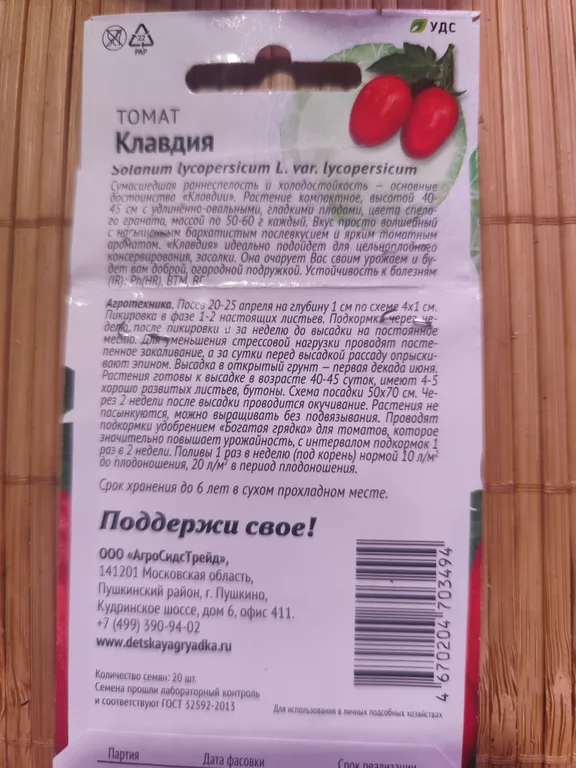 22
PAP
УДС
ТОМАТ
Клавдия
Solanum lycopersicum L. var. lycopersicum
Сумасшедшая раннеспелость и холодостойкость – основные
достоинства «Клавдии». Растение компактное, высотой 40-
45 см с удлинённо-овальными, гладкими плодами, цвета спело-
го граната, массой по 50-60 г каждый. Вкус просто волшебный
с насыщенным бархатистым послевкусием и ярким томатным
ароматом. «Клавдия» идеально подойдет для цельноплодного
консервирования, засолки. Она очарует Вас своим урожаем и бу-
дет вам доброй, огородной подружкой. Устойчивость к болезням
(IR): Ph(HR), BTM, BF.
Агротехника. Посев 20-25 апреля на глубину 1 см по схеме 4х1 см.
Пикировка в фазе 1-2 настоящих листьев. Подкормка через не-
делю после пикировки и за неделю до высадки на постоянное
место. Для уменьшения стрессовой нагрузки проводят посте-
пенное закаливание, а за сутки перед высадкой рассаду опрыски-
вают эпином. Высадка в открытый грунт – первая декада июня.
Растения готовы к высадке в возрасте 40-45 суток, имеют 4-5
хорошо развитых листьев, бутоны. Схема посадки 50х70 см. Че-
рез 2 недели после высадки проводится окучивание. Растения не
пасынкуются, можно выращивать без подвязывания. Проводят
подкормки удобрением «Богатая грядка» для томатов, которое
значительно повышает урожайность, с интервалом подкормок 1
раз в 2 недели. Поливы 1 раз в неделю (под корень) нормой 10 л/м²
до плодоношения, 20 л/м² в период плодоношения.
Срок хранения до 6 лет в сухом прохладном месте.
Поддержи свое!
ООО «АгроСидсТрейд»,
141201 Московская область,
Пушкинский район, г. Пушкино,
Кудринское шоссе, дом 6, офис 411.
+7 (499) 390-94-02
www.detskayagryadka.ru
Количество семян: 20 шт.
Семена прошли лабораторный контроль
и соответствуют ГОСТ 32592-2013
4 670204 703494
Для использования в личных подсобных хозяйствах
Партия
Дата фасовки
Срок реализации